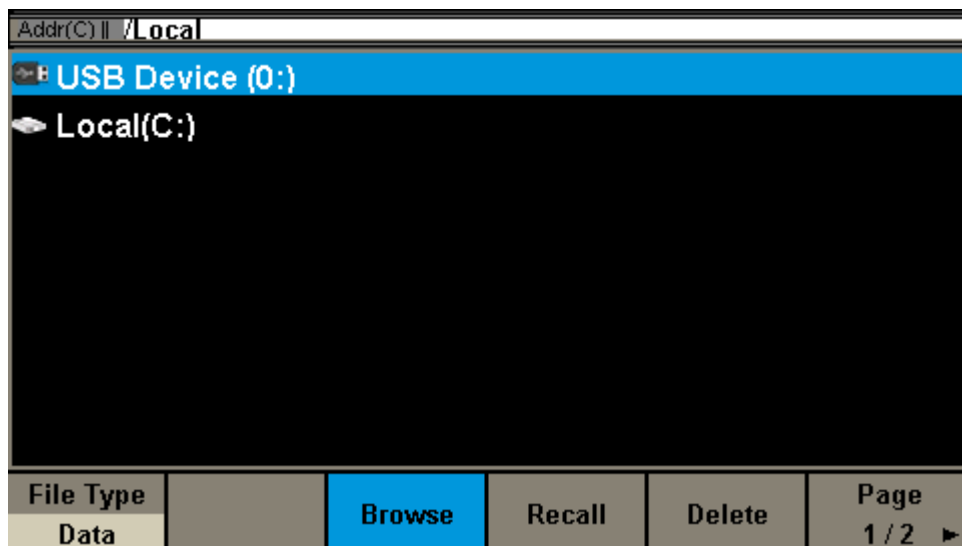 Addr(C) || /Local
USB Device (0:)
Local(C:)
File Type
Data
Browse
Recall
Delete
Page
1 / 2 ►